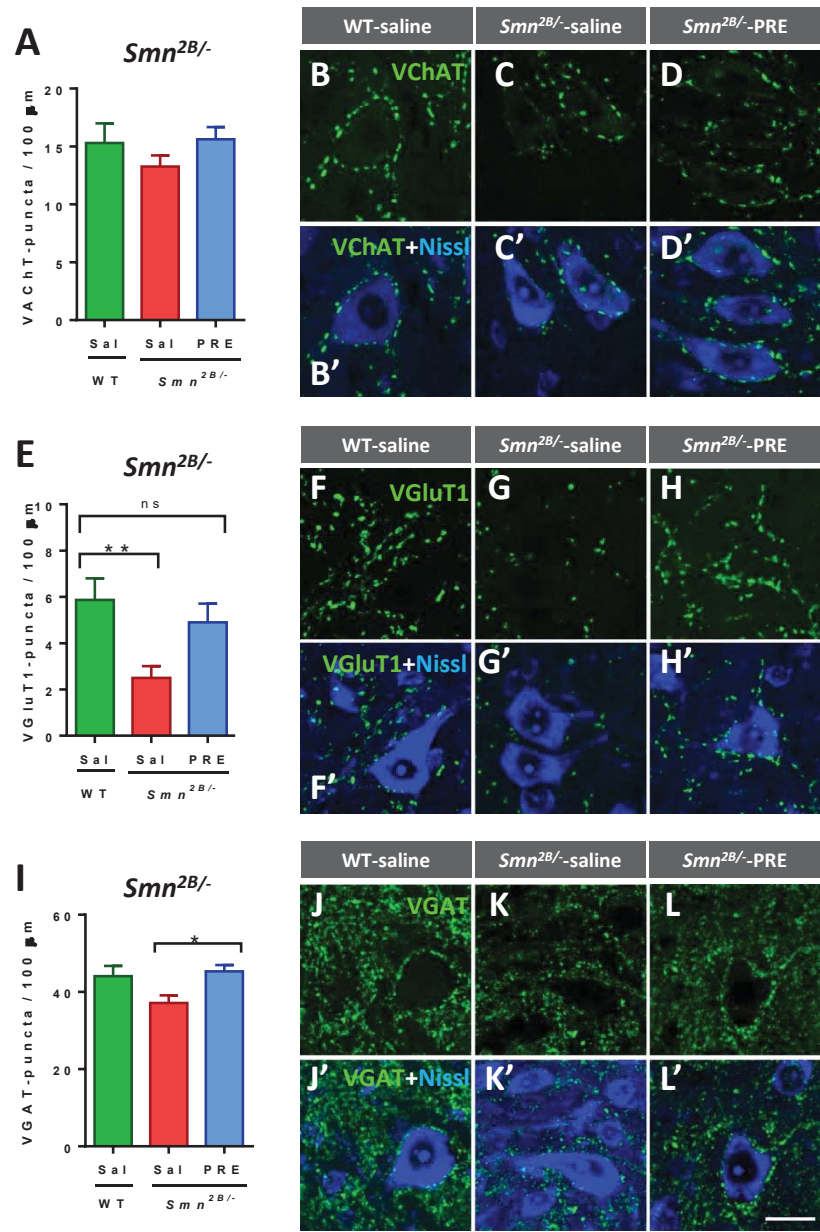 A
Smn2B/-
VAChT-puncta / 100 µm
20
15
10
5
0
Sal
Sal
PRE
WT
Smn2B/-
WT-saline
Smn2B/--saline
Smn2B/--PRE
B
VChAT
C
D
VChAT+Nissl
C’
D’
B’
E
Smn2B/-
VGluT1-puncta / 100 µm
10
8
6
4
2
0
ns
**
Sal
Sal
PRE
WT
Smn2B/-
WT-saline
Smn2B/--saline
Smn2B/--PRE
F
VGluT1
G
H
VGluT1+Nissl
G’
H’
F’
I
Smn2B/-
VGAT-puncta / 100 µm
60
40
20
0
*
Sal
Sal
PRE
WT
Smn2B/-
WT-saline
Smn2B/--saline
Smn2B/--PRE
J
VGAT
K
L
J’
VGAT+Nissl
K’
L’